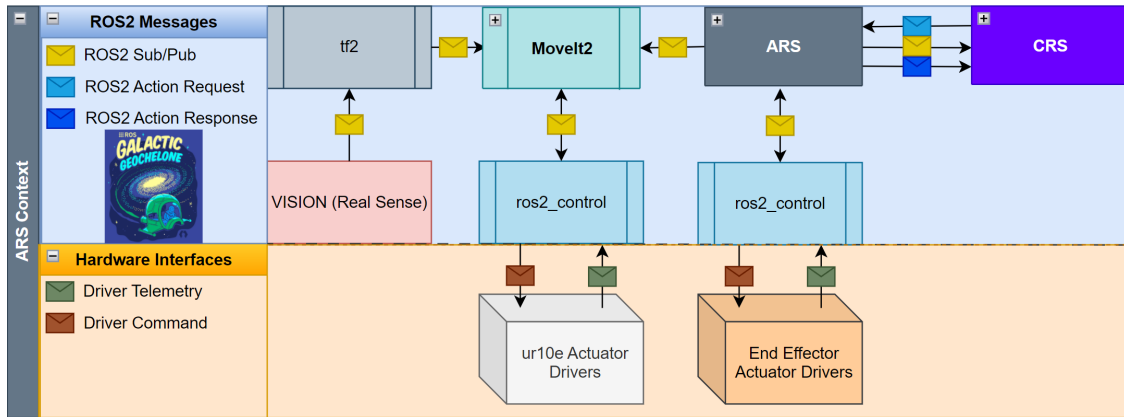 ARS Context
ROS2 Messages
ROS2 Sub/Pub
ROS2 Action Request
ROS2 Action Response
ROS
GALACTIC
GEOCHELONE
tf2
MoveIt2
ARS
CRS
VISION (Real Sense)
ros2_control
ros2_control
Hardware Interfaces
Driver Telemetry
Driver Command
ur10e Actuator
Drivers
End Effector
Actuator Drivers